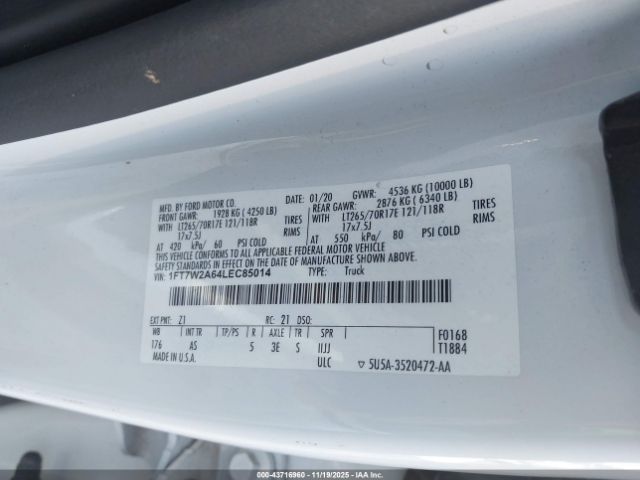 MFD. BY FORD MOTOR CO.
DATE: 01/20 GVWR: 4536 KG (10000 LB)
FRONT GAWR: 1928 KG (4250 LB) REAR GAWR: 2876 KG (6340 LB)
WITH LT265/70R17E 121/118R TIRES WITH LT265/70R17E 121/118R TIRES
17x7.5J RIMS 17x7.5J RIMS
AT 420 kPa/ 60 PSI COLD AT 550 kPa/ 80 PSI COLD
THIS VEHICLE CONFORMS TO ALL APPLICABLE FEDERAL MOTOR VEHICLE
SAFETY STANDARDS IN EFFECT ON THE DATE OF MANUFACTURE SHOWN ABOVE.
VIN: 1FT7W2A64LEC85014 TYPE: Truck
EXT PNT: Z1 RC: 21 DSO:
WB INT TR TP/PS R AXLE TR SPR F0168
176 AS 5 3E S IIJJ T1884
MADE IN U.S.A. ULC ▽ 5U5A-3520472-AA
110-43716960 - 11/19/2025 - IAAI.com